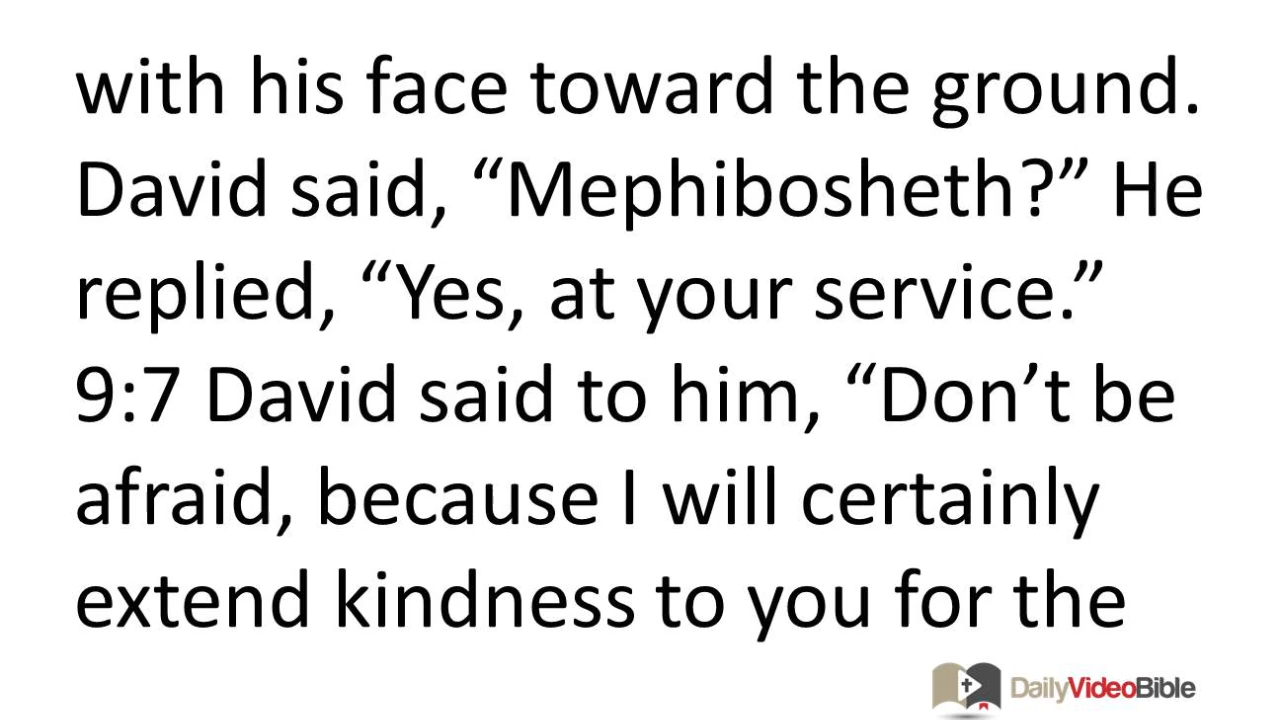 with his face toward the ground.
David said, “Mephibosheth?” He
replied, “Yes, at your service.”
9:7 David said to him, “Don’t be
afraid, because I will certainly
extend kindness to you for the
DailyVideoBible